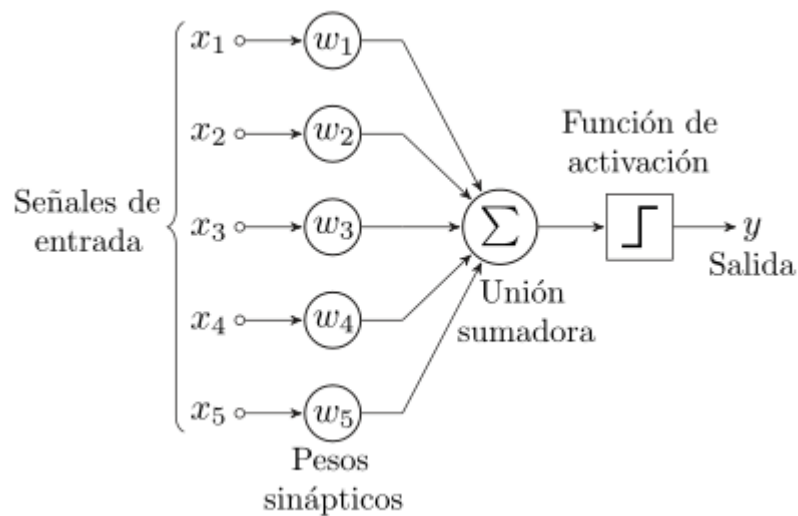 x1
w1
x2
w2
Función de
activación
Señales de
entrada
x3
w3
Σ
y
Salida
Unión
sumadora
x4
w4
x5
w5
Pesos
sinápticos